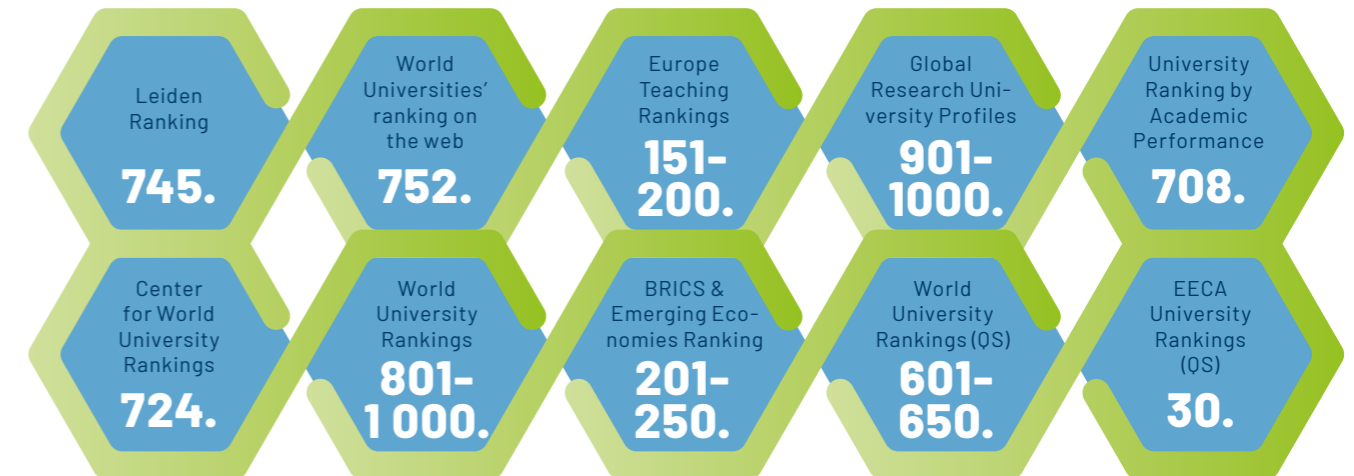 Leiden
Ranking
745.
World
Universities’
ranking on
the web
752.
Europe
Teaching
Rankings
151-
200.
Global
Research Uni-
versity Profiles
901-
1000.
University
Ranking by
Academic
Performance
708.
Center
for World
University
Rankings
724.
World
University
Rankings
801-
1 000.
BRICS &
Emerging Eco-
nomies Ranking
201-
250.
World
University
Rankings (QS)
601-
650.
EECA
University
Rankings
(QS)
30.